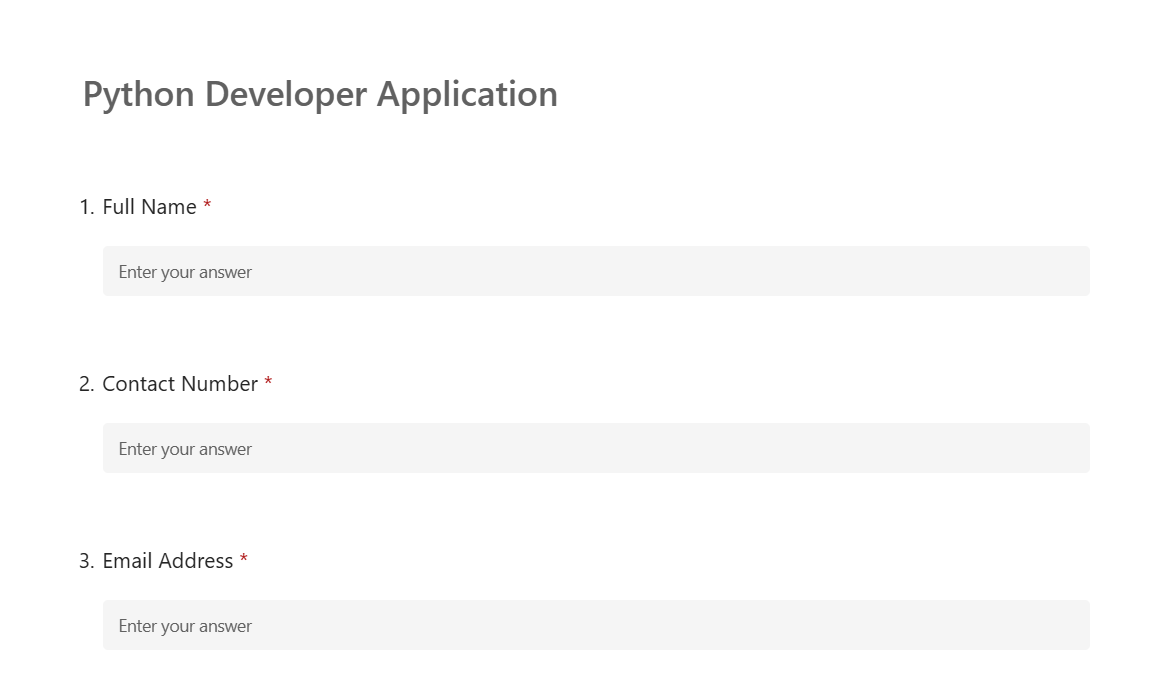 Python Developer Application
1. Full Name *
Enter your answer
2. Contact Number *
Enter your answer
3. Email Address *
Enter your answer